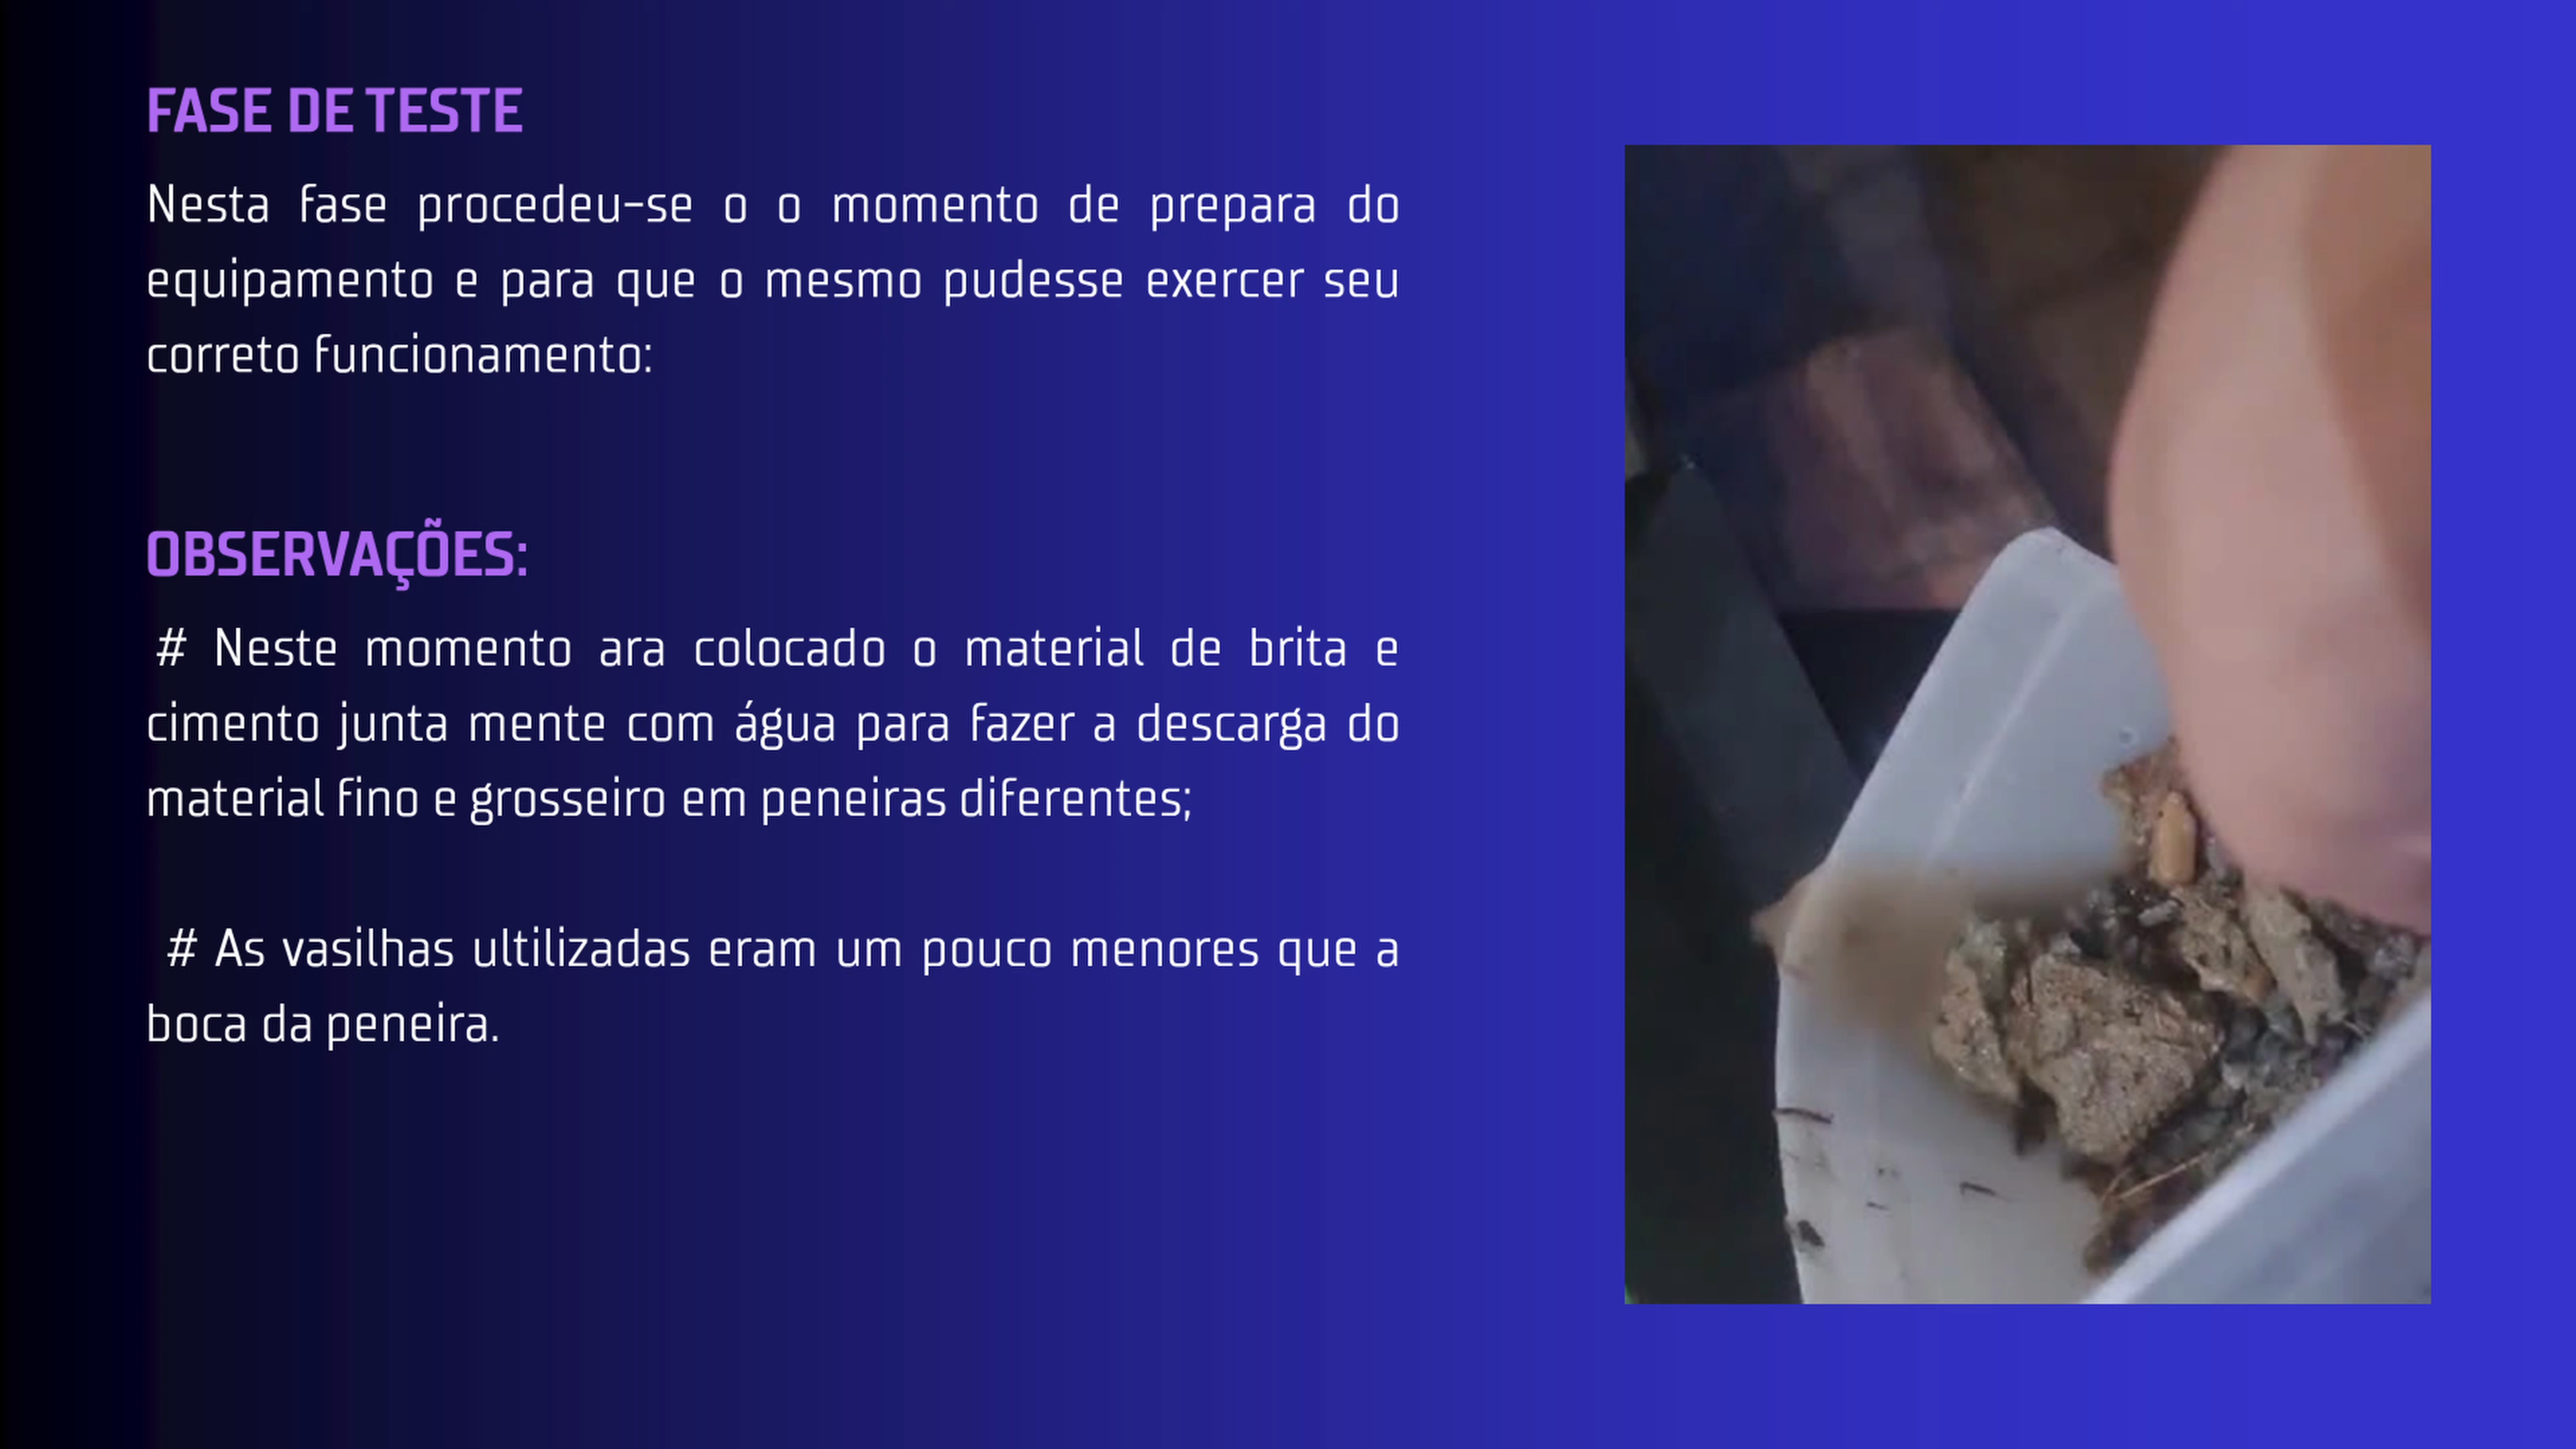 FASE DE TESTE
Nesta fase procedeu-se o o momento de prepara do
equipamento e para que o mesmo pudesse exercer seu
correto funcionamento:
OBSERVAÇÕES:
# Neste momento ara colocado o material de brita e
cimento junta mente com água para fazer a descarga do
material fino e grosseiro em peneiras diferentes;
# As vasilhas ultilizadas eram um pouco menores que a
boca da peneira.